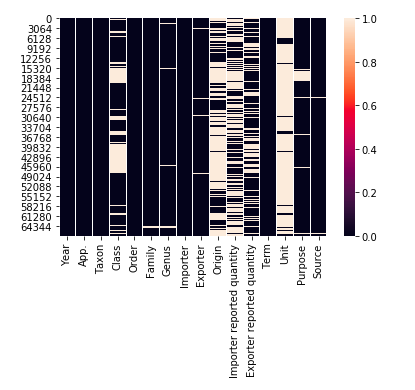 0
3064
6128
9192
12256
15320
18384
21448
24512
27576
30640
33704
36768
39832
42896
45960
49024
52088
55152
58216
61280
64344
Year
App.
Taxon
Class
Order
Family
Genus
Importer
Exporter
Origin
Importer reported quantity
Exporter reported quantity
Term
Unit
Purpose
Source
1.0
0.8
0.6
0.4
0.2
0.0